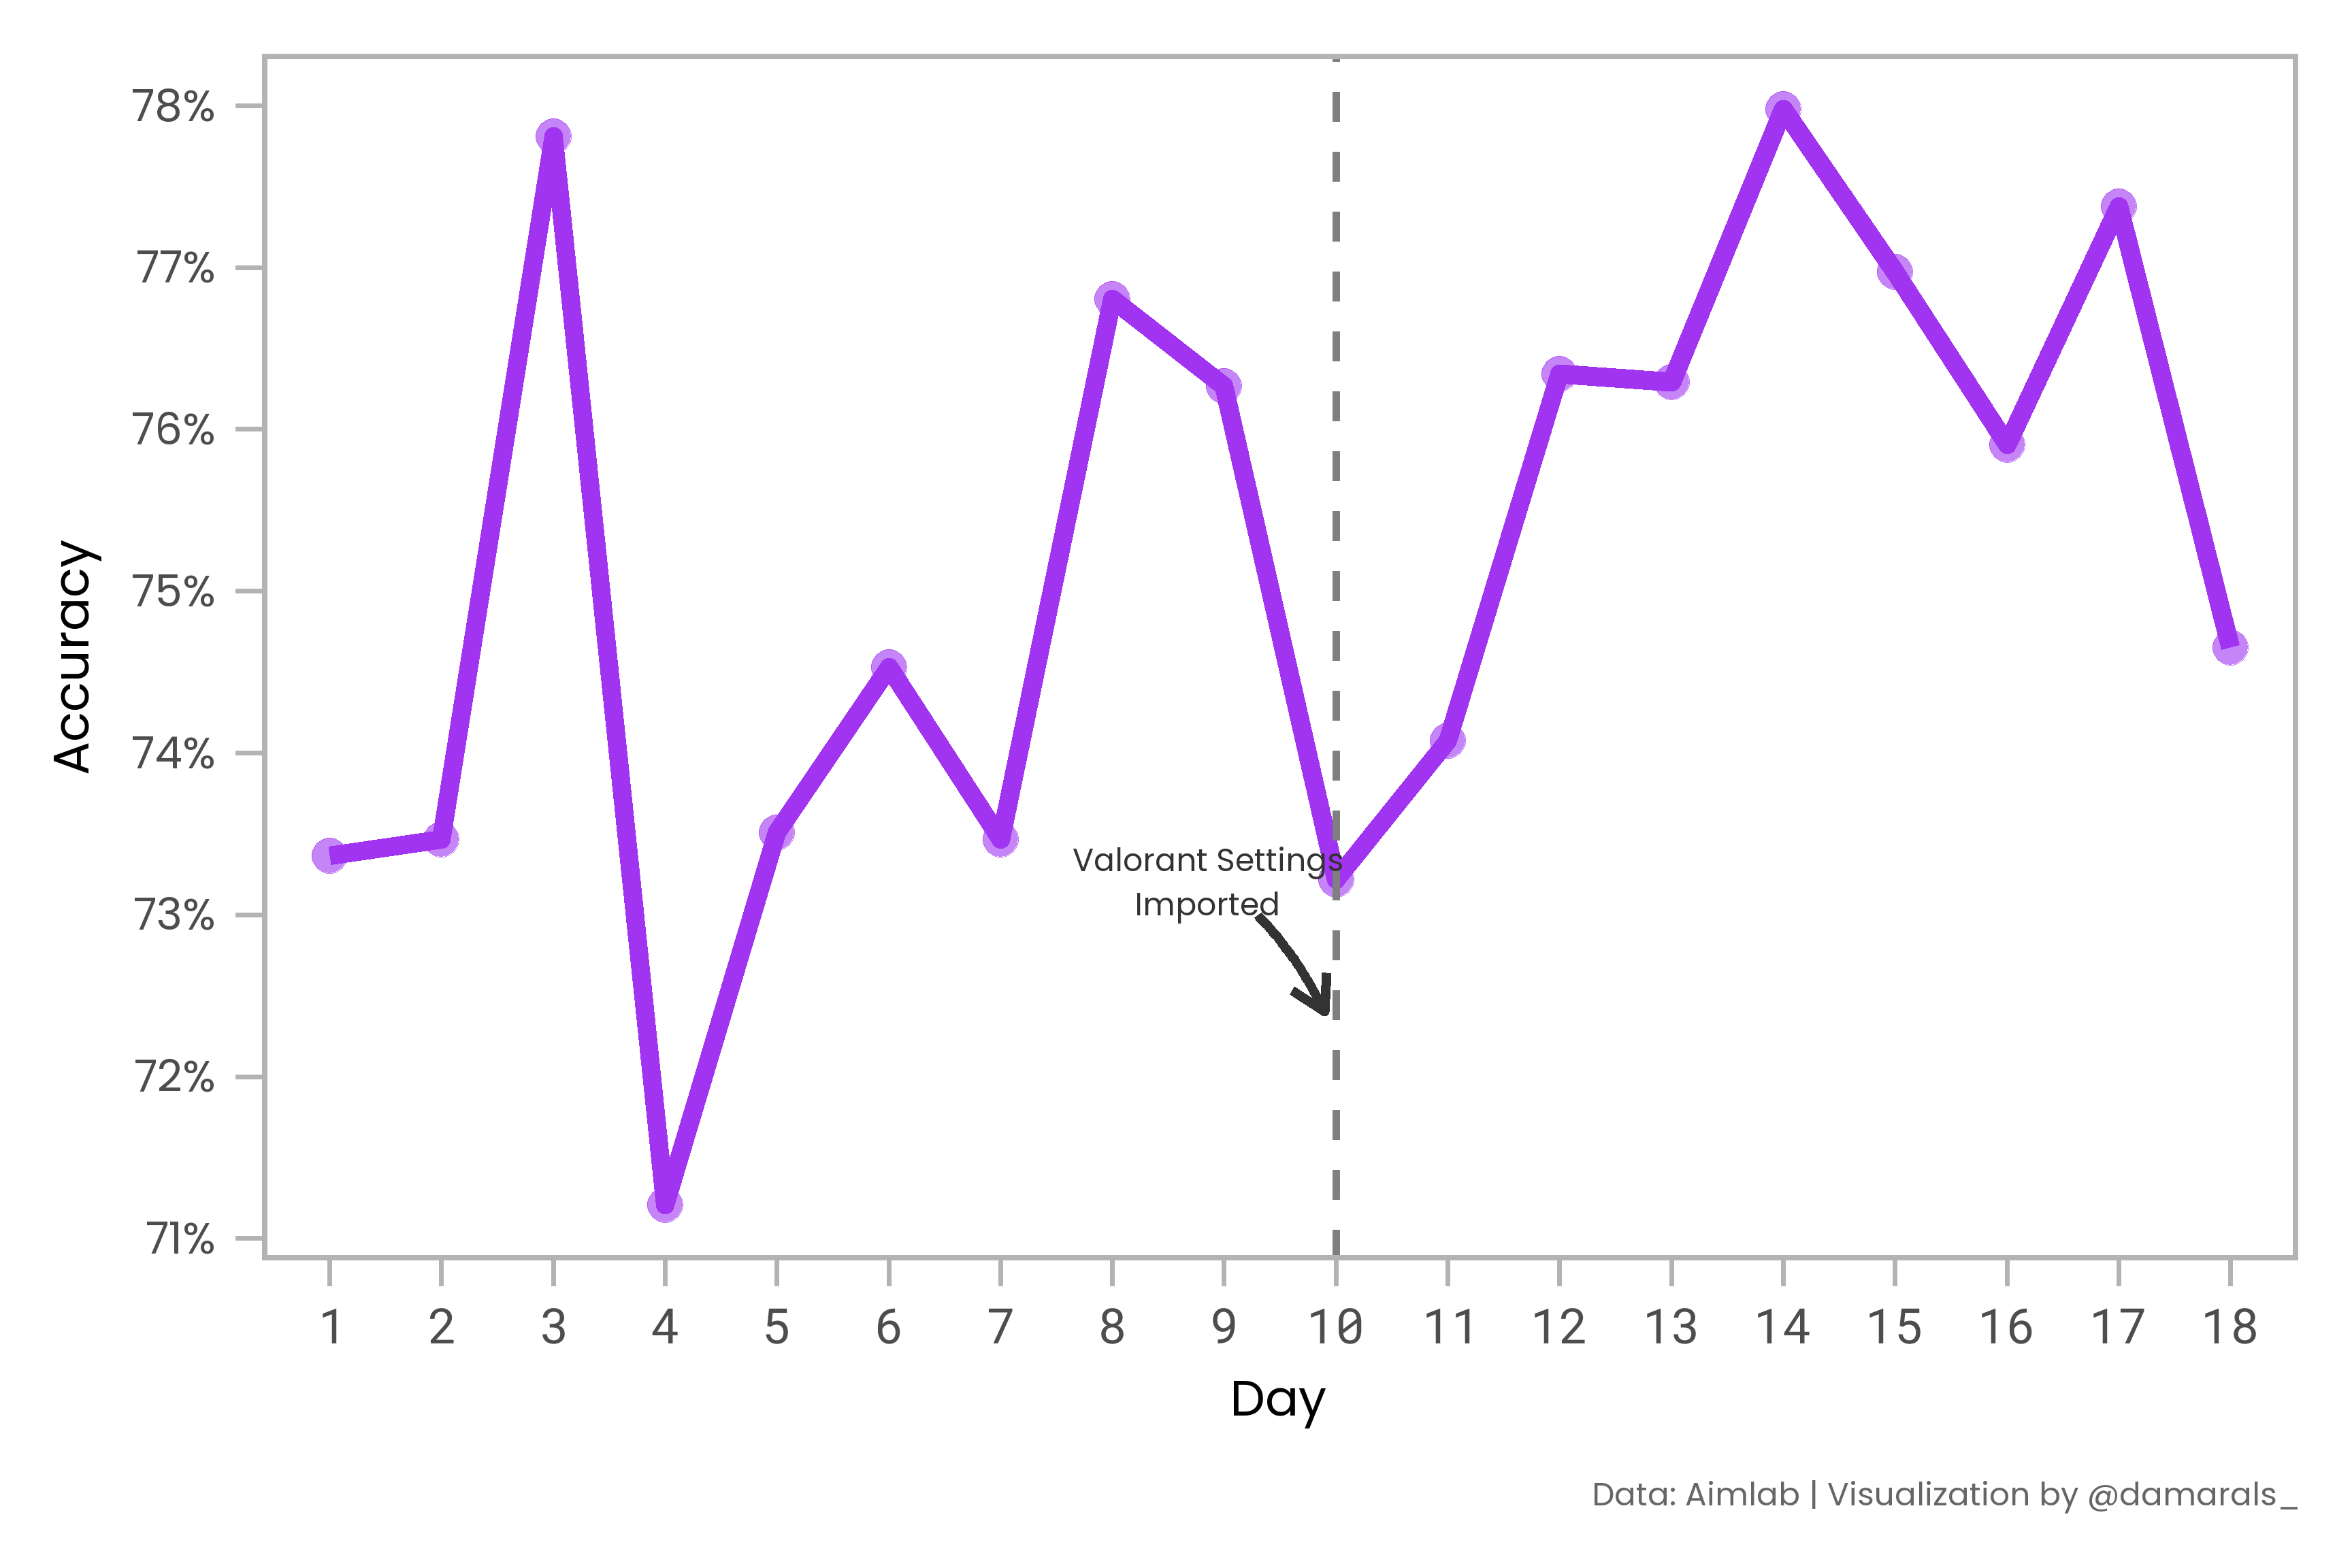 78%
77%
76%
75%
74%
73%
72%
71%
Accuracy
Valorant Settings
Imported
1 2 3 4 5 6 7 8 9 10 11 12 13 14 15 16 17 18
Day
Data: Aimlab | Visualization by @damarals_